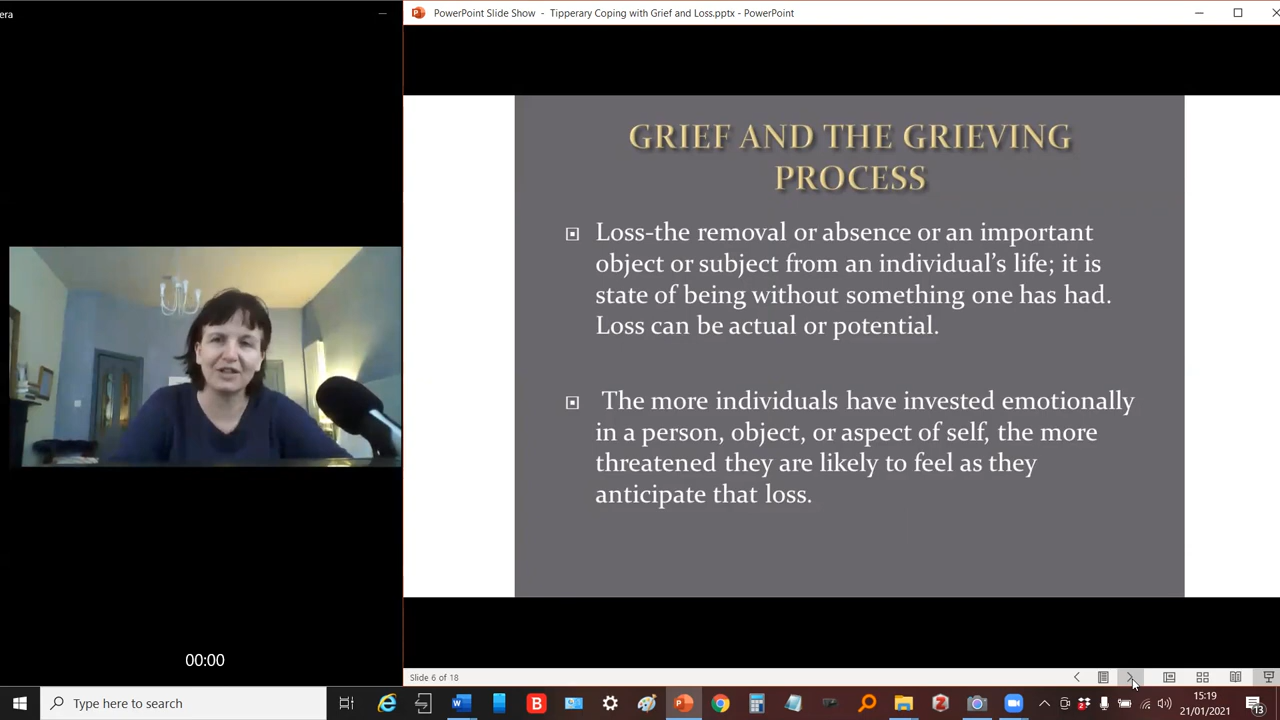 era
PowerPoint Slide Show - Tipperary Coping with Grief and Loss.pptx - PowerPoint
GRIEF AND THE GRIEVING
PROCESS
Loss-the removal or absence or an important
object or subject from an individual's life; it is
state of being without something one has had.
Loss can be actual or potential.
The more individuals have invested emotionally
in a person, object, or aspect of self, the more
threatened they are likely to feel as they
anticipate that loss.
00:00
Slide 6 of 18
Type here to search
15:19
21/01/2021
13